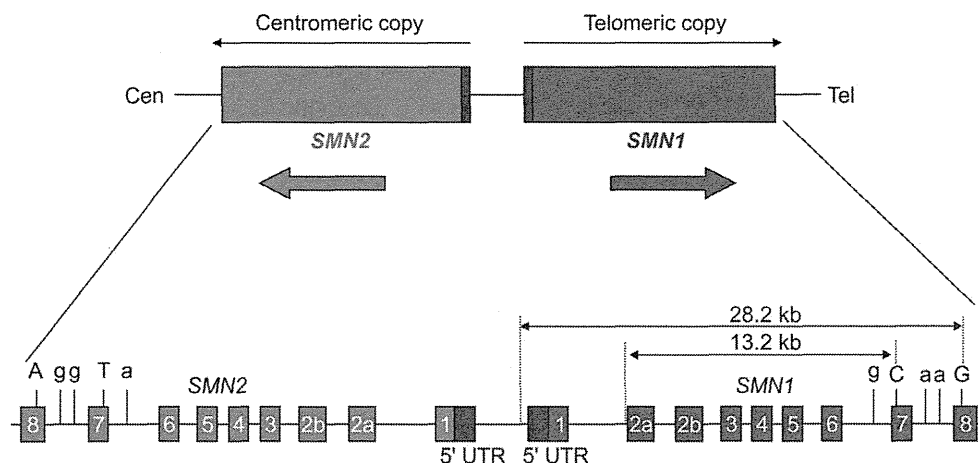 Centromeric copy Telomeric copy
Cen Tel
SMN2 SMN1
28.2 kb
13.2 kb
A g g T a SMN2 SMN1 g C a a G
8 7 6 5 4 3 2b 2a 1 1 2a 2b 3 4 5 6 7 8
5' UTR 5' UTR